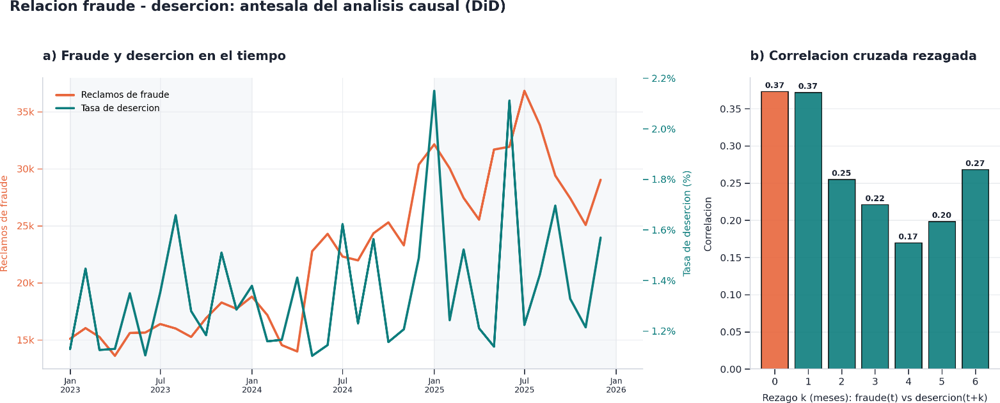 Relacion fraude - desercion: antesala del analisis causal (DiD)
a) Fraude y desercion en el tiempo
Reclamos de fraude
Tasa de desercion
Reclamos de fraude
35k
30k
25k
20k
15k
2.2%
2.0%
1.8%
1.6%
1.4%
1.2%
Tasa de desercion (%)
Jan
2023
Jul
2023
Jan
2024
Jul
2024
Jan
2025
Jul
2025
Jan
2026
b) Correlacion cruzada rezagada
Correlacion
0.35
0.30
0.25
0.20
0.15
0.10
0.05
0.00
0.37
0.37
0.25
0.22
0.17
0.20
0.27
0
1
2
3
4
5
6
Rezago k (meses): fraude(t) vs desercion(t+k)